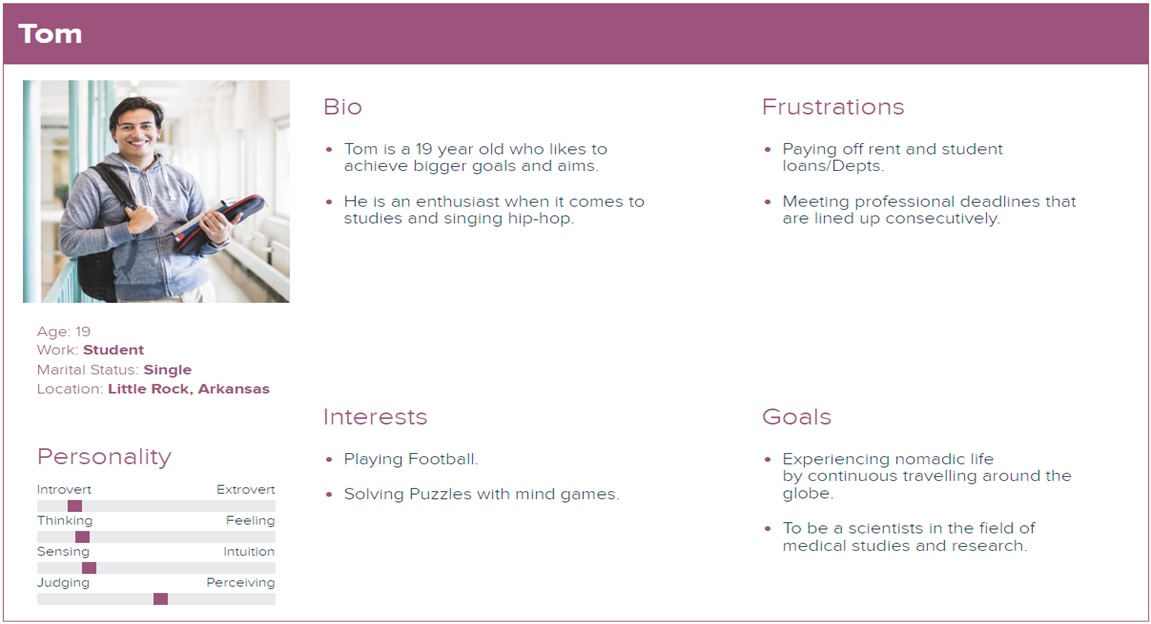 Tom
Age: 19
Work: Student
Marital Status: Single
Location: Little Rock, Arkansas
Personality
Introvert Extrovert
Thinking Feeling
Sensing Intuition
Judging Perceiving
Bio
• Tom is a 19 year old who likes to
achieve bigger goals and aims.
• He is an enthusiast when it comes to
studies and singing hip-hop.
Frustrations
• Paying off rent and student
loans/Depts.
• Meeting professional deadlines that
are lined up consecutively.
Interests
• Playing Football.
• Solving Puzzles with mind games.
Goals
• Experiencing nomadic life
by continuous travelling around the
globe.
• To be a scientists in the field of
medical studies and research.